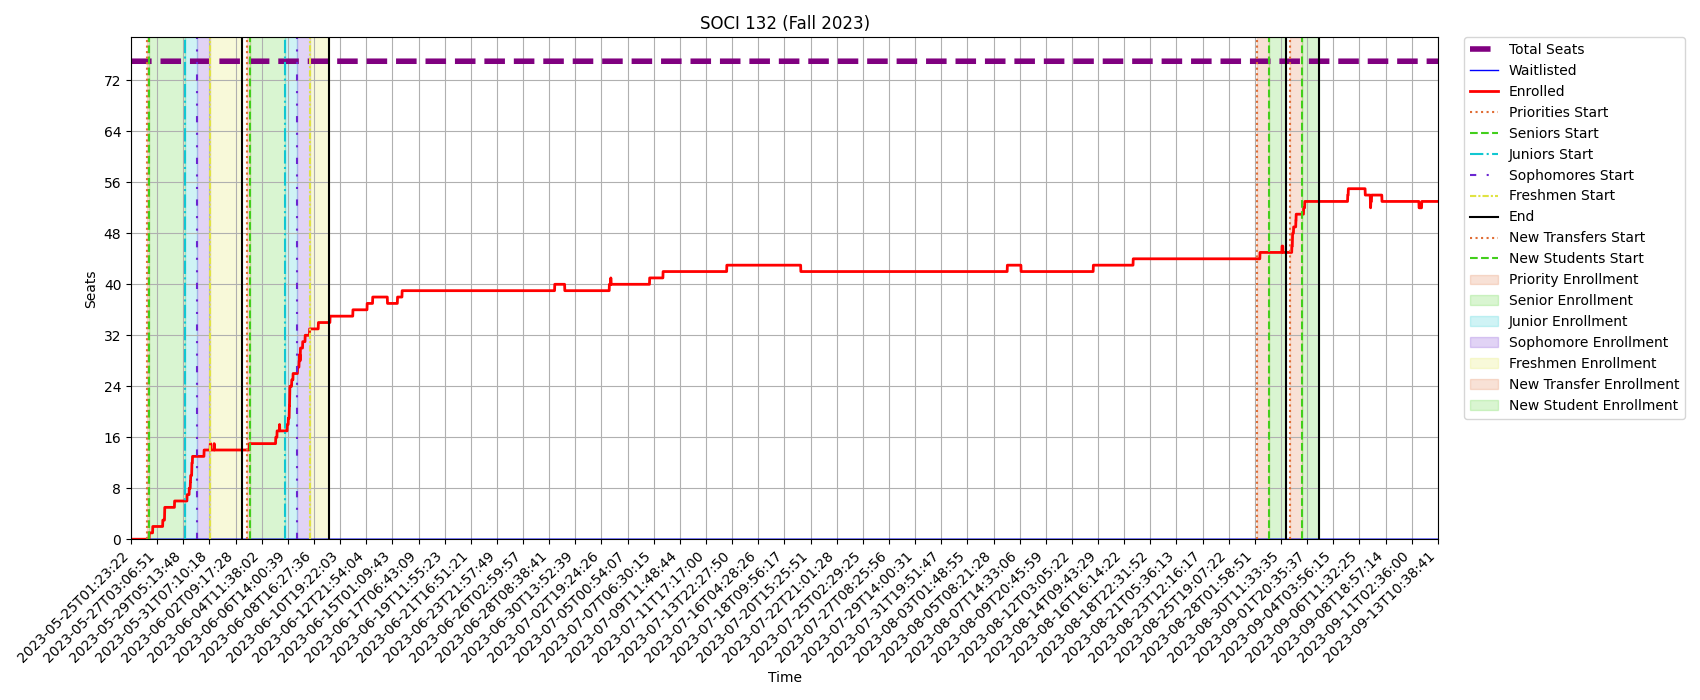 SOCI 132 (Fall 2023)
Seats
72
64
56
48
40
32
24
16
8
0
2023-05-25T01:23:22
2023-05-27T03:06:51
2023-05-29T05:13:48
2023-05-31T07:10:18
2023-06-02T09:17:28
2023-06-04T11:38:02
2023-06-06T14:00:39
2023-06-08T16:27:36
2023-06-10T19:22:03
2023-06-12T21:54:04
2023-06-15T01:09:43
2023-06-17T06:43:09
2023-06-19T11:55:23
2023-06-21T16:51:21
2023-06-23T21:57:49
2023-06-26T02:59:57
2023-06-28T08:38:41
2023-06-30T13:52:39
2023-07-02T19:24:26
2023-07-05T00:54:07
2023-07-07T06:30:15
2023-07-09T11:48:44
2023-07-11T17:17:00
2023-07-13T22:27:50
2023-07-16T04:28:26
2023-07-18T09:56:17
2023-07-20T15:25:51
2023-07-22T21:01:28
2023-07-25T02:29:25
2023-07-27T08:25:56
2023-07-29T14:00:31
2023-07-31T19:51:47
2023-08-03T01:48:55
2023-08-05T08:21:28
2023-08-07T14:33:06
2023-08-09T20:45:59
2023-08-12T03:05:22
2023-08-14T09:43:29
2023-08-16T16:14:22
2023-08-18T22:31:52
2023-08-21T05:36:13
2023-08-23T12:16:17
2023-08-25T19:07:22
2023-08-28T01:58:51
2023-08-30T11:33:35
2023-09-01T20:35:37
2023-09-04T03:56:15
2023-09-06T11:32:25
2023-09-08T18:57:14
2023-09-11T02:36:00
2023-09-13T10:38:41
Time
Total Seats
Waitlisted
Enrolled
Priorities Start
Seniors Start
Juniors Start
Sophomores Start
Freshmen Start
End
New Transfers Start
New Students Start
Priority Enrollment
Senior Enrollment
Junior Enrollment
Sophomore Enrollment
Freshmen Enrollment
New Transfer Enrollment
New Student Enrollment